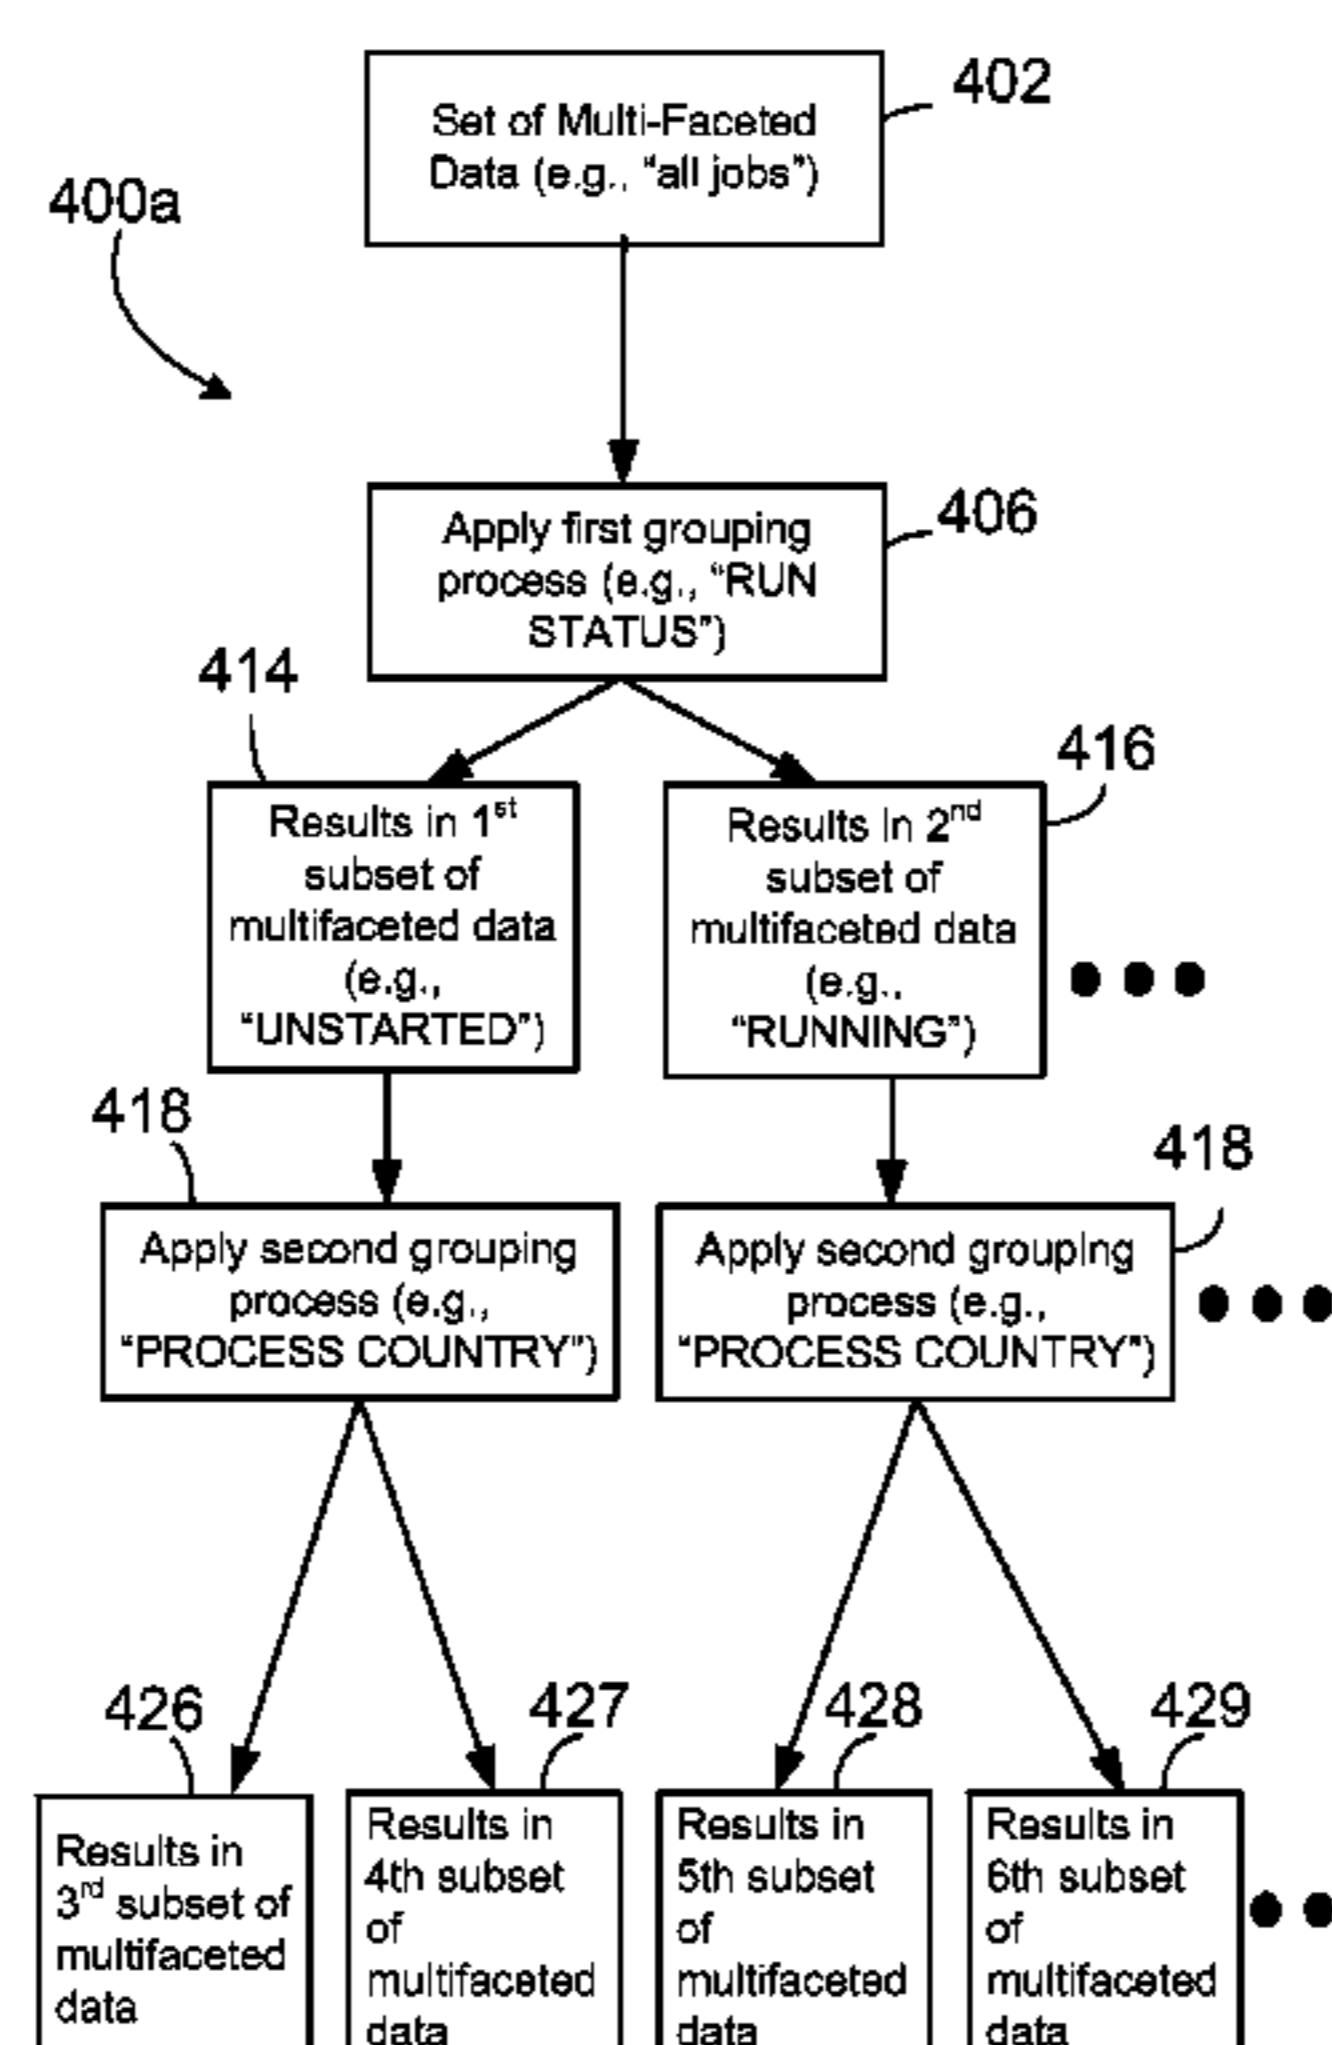 402
Set of Multi-Faceted
Data (e.g., “all jobs”)
400a
406
Apply first grouping
process (e.g., “RUN
STATUS”)
414
416
Results in 1st
subset of
multifaceted data
(e.g.,
“UNSTARTED”)
Results in 2nd
subset of
multifaceted data
(e.g.,
“RUNNING”)
418
418
Apply second grouping
process (e.g.,
“PROCESS COUNTRY”)
Apply second grouping
process (e.g.,
“PROCESS COUNTRY”)
426
427
428
429
Results in
3rd subset of
multifaceted
data
Results in
4th subset
of
multifaceted
data
Results in
5th subset
of
multifaceted
data
Results in
6th subset
of
multifaceted
data